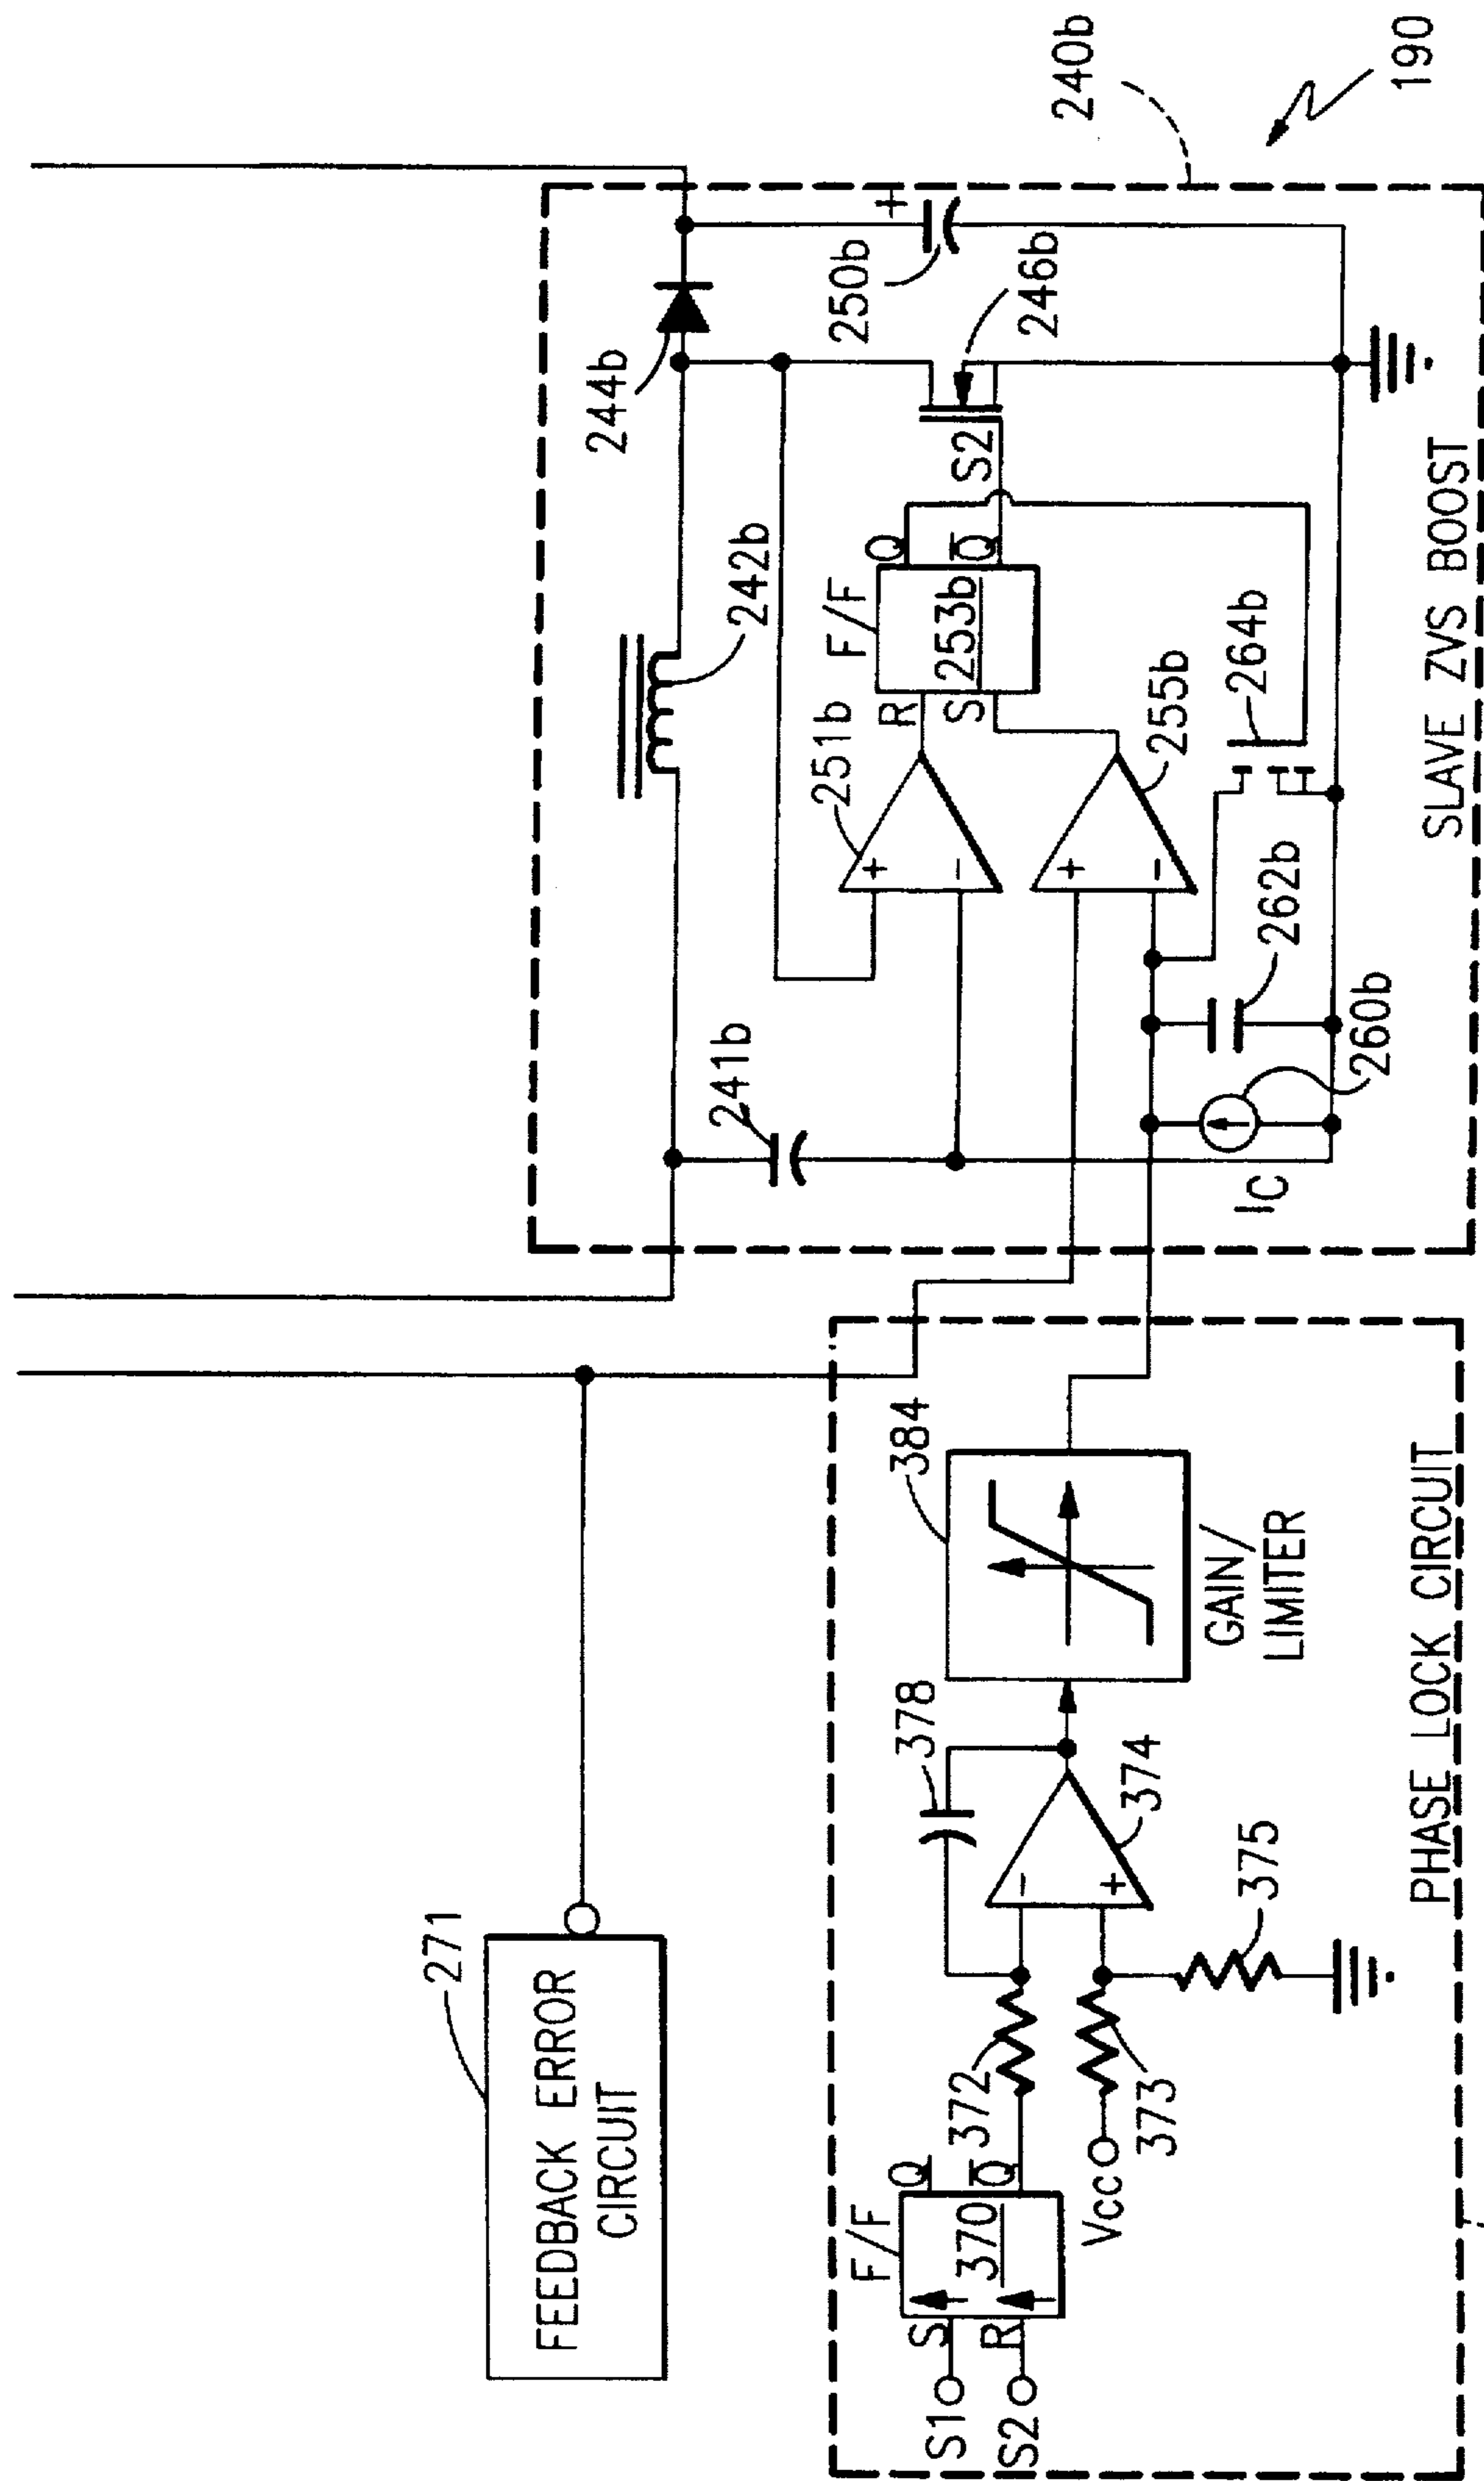 271
FEEDBACK ERROR
CIRCUIT
S1
S2
S
R
F/F
370
Q
Q
372
Vcc
373
375
-
+
374
378
384
GAIN/
LIMITER
PHASE LOCK CIRCUIT
241b
242b
244b
251b
+
-
+
-
255b
R
S
F/F
253b
Q
Q
S2
246b
250b
+
IC
260b
262b
264b
SLAVE ZVS BOOST
240b
190